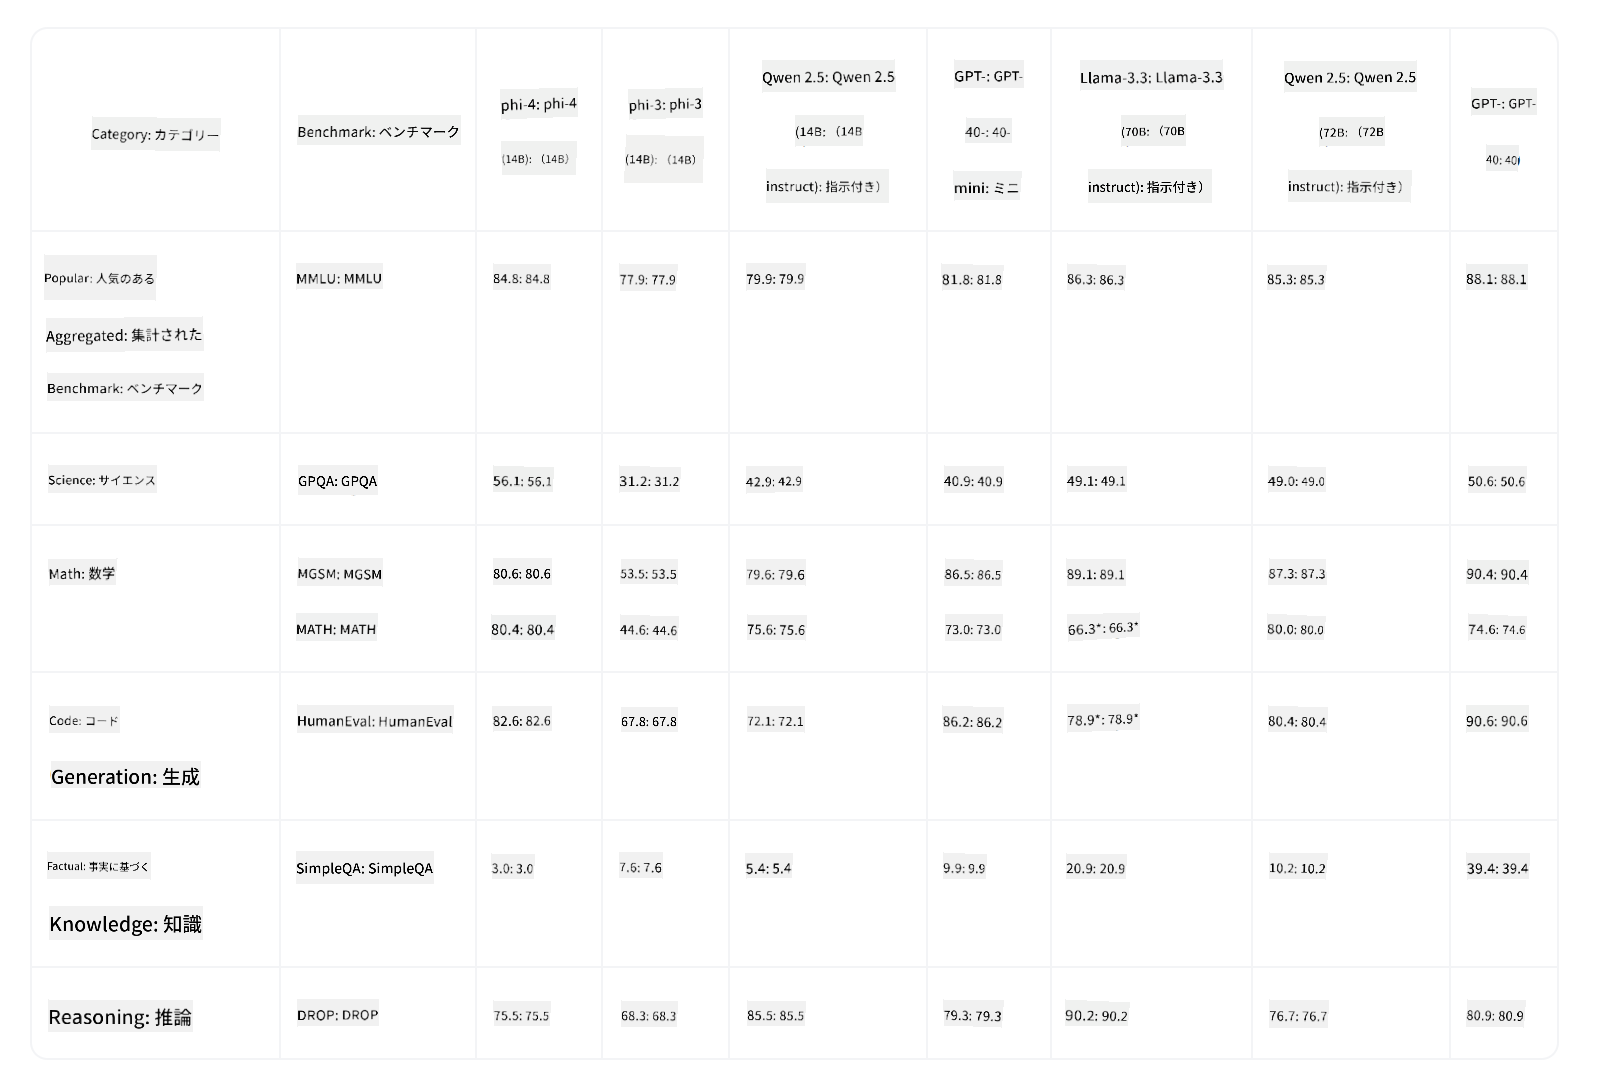 Category: カテゴリー
Benchmark: ベンチマーク
phi-4: phi-4
(14B): （14B）
phi-3: phi-3
(14B): （14B）
Qwen 2.5: Qwen 2.5
(14B: （14B
instruct): 指示付き）
GPT-: GPT-
40-: 40-
mini: ミニ
Llama-3.3: Llama-3.3
(70B: （70B
instruct): 指示付き）
Qwen 2.5: Qwen 2.5
(72B: （72B
instruct): 指示付き）
GPT-: GPT-
40: 40
Popular: 人気のある
Aggregated: 集計された
Benchmark: ベンチマーク
MMLU: MMLU
84.8: 84.8
77.9: 77.9
79.9: 79.9
81.8: 81.8
86.3: 86.3
85.3: 85.3
88.1: 88.1
Science: サイエンス
GPQA: GPQA
56.1: 56.1
31.2: 31.2
42.9: 42.9
40.9: 40.9
49.1: 49.1
49.0: 49.0
50.6: 50.6
Math: 数学
MGSM: MGSM
80.6: 80.6
53.5: 53.5
79.6: 79.6
86.5: 86.5
89.1: 89.1
87.3: 87.3
90.4: 90.4
MATH: MATH
80.4: 80.4
44.6: 44.6
75.6: 75.6
73.0: 73.0
66.3*: 66.3*
80.0: 80.0
74.6: 74.6
Code: コード
Generation: 生成
HumanEval: HumanEval
82.6: 82.6
67.8: 67.8
72.1: 72.1
86.2: 86.2
78.9*: 78.9*
80.4: 80.4
90.6: 90.6
Factual: 事実に基づく
Knowledge: 知識
SimpleQA: SimpleQA
3.0: 3.0
7.6: 7.6
5.4: 5.4
9.9: 9.9
20.9: 20.9
10.2: 10.2
39.4: 39.4
Reasoning: 推論
DROP: DROP
75.5: 75.5
68.3: 68.3
85.5: 85.5
79.3: 79.3
90.2: 90.2
76.7: 76.7
80.9: 80.9